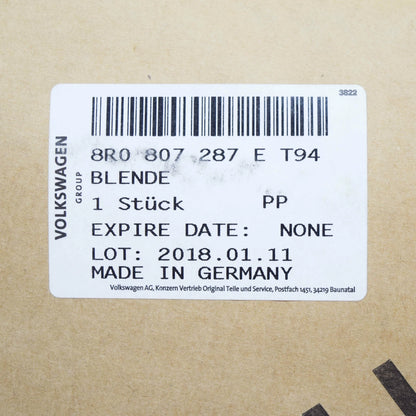 3822
VOLKSWAGEN
GROUP
8R0 807 287 E T94
BLENDE
1 Stück PP
EXPIRE DATE: NONE
LOT: 2018.01.11
MADE IN GERMANY
Volkswagen AG, Konzern Vertrieb Original Teile und Service, Postfach 1451, 34219 Baunatal